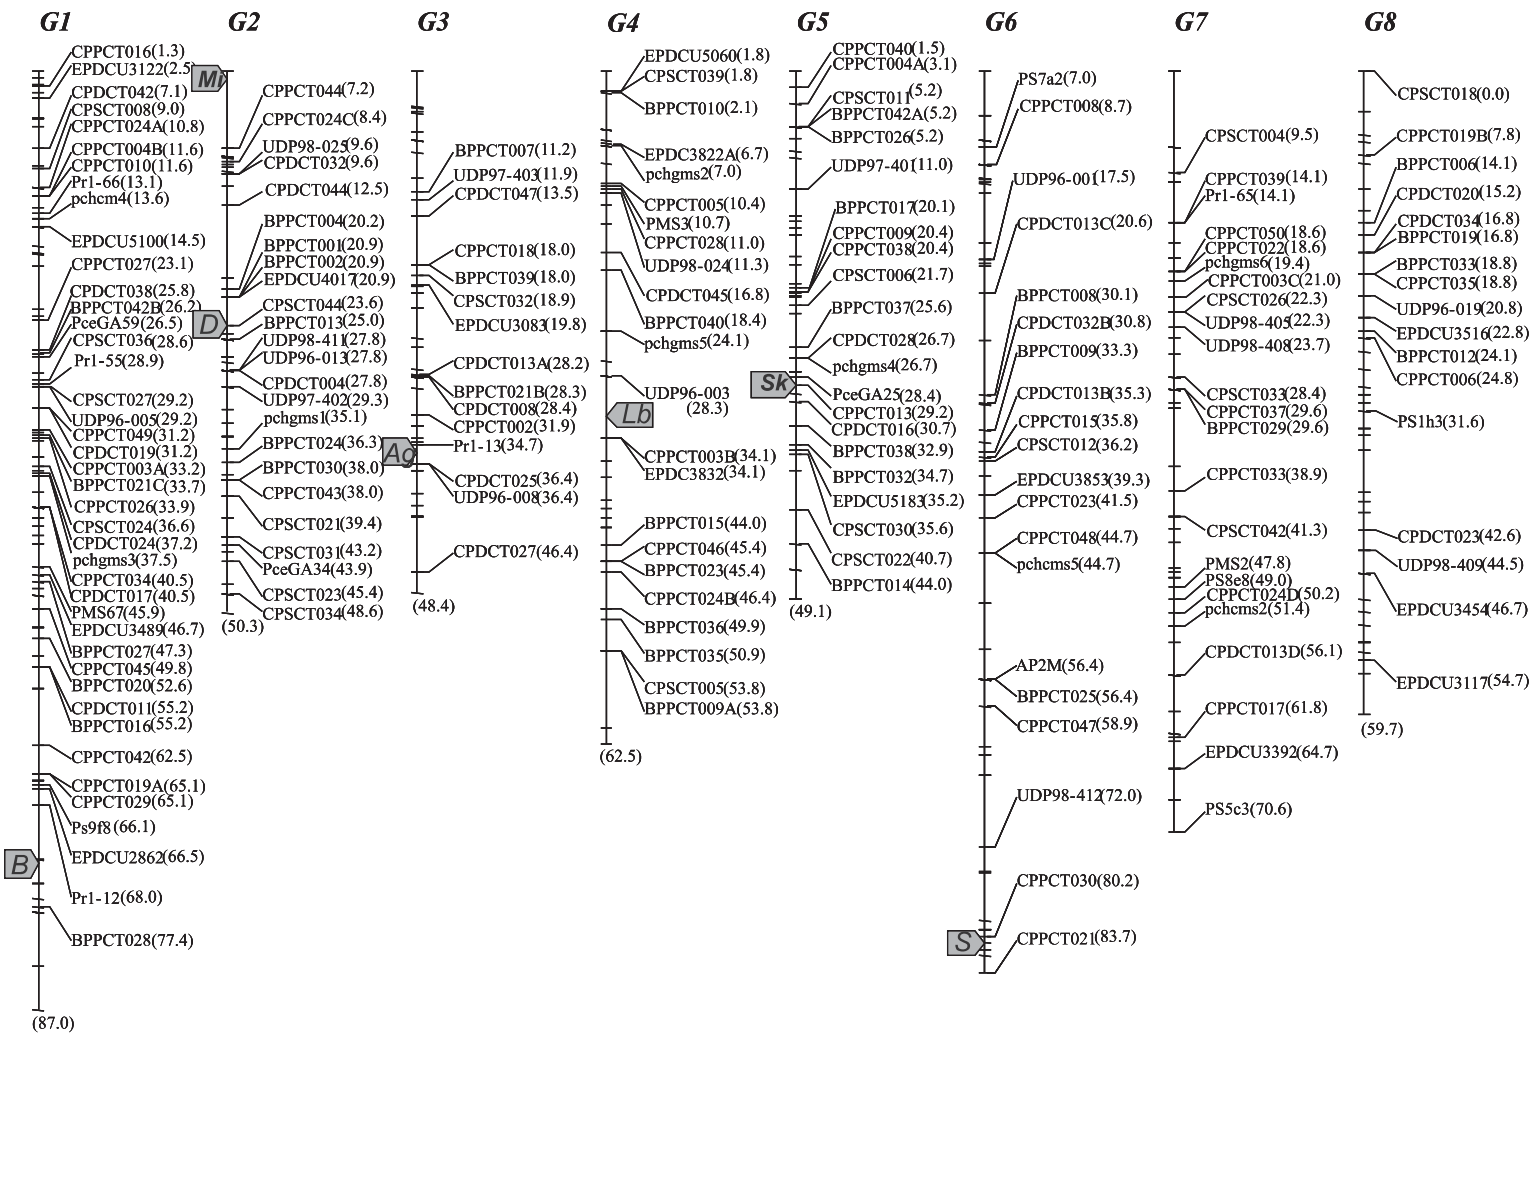 G1
CPPCT016(1.3)
EPDCU3122(2.5)
CPDCT042(7.1)
CPSCT008(9.0)
CPPCT024A(10.8)
CPPCT004B(11.6)
CPPCT010(11.6)
Pr1-66(13.1)
pchcm4(13.6)
EPDCU5100(14.5)
CPPCT027(23.1)
CPDCT038(25.8)
BPPCT042B(26.2)
PceGA59(26.5)
CPSCT036(28.6)
Pr1-55(28.9)
CPSCT027(29.2)
UDP96-005(29.2)
CPPCT049(31.2)
CPDCT019(31.2)
CPPCT003A(33.2)
BPPCT021C(33.7)
CPPCT026(33.9)
CPSCT024(36.6)
CPDCT024(37.2)
pchgms3(37.5)
CPPCT034(40.5)
CPDCT017(40.5)
PMS67(45.9)
EPDCU3489(46.7)
BPPCT027(47.3)
CPPCT045(49.8)
BPPCT020(52.6)
CPDCT011(55.2)
BPPCT016(55.2)
CPPCT042(62.5)
CPPCT019A(65.1)
CPPCT029(65.1)
Ps9f8(66.1)
EPDCU2862(66.5)
B
Pr1-12(68.0)
BPPCT028(77.4)
(87.0)
G2
Mi
CPPCT044(7.2)
CPPCT024C(8.4)
UDP98-025(9.6)
CPDCT032(9.6)
CPDCT044(12.5)
BPPCT004(20.2)
BPPCT001(20.9)
BPPCT002(20.9)
EPDCU4017(20.9)
CPSCT044(23.6)
D
BPPCT013(25.0)
UDP98-411(27.8)
UDP96-013(27.8)
CPDCT004(27.8)
UDP97-402(29.3)
pchgms1(35.1)
BPPCT024(36.3)
BPPCT030(38.0)
CPPCT043(38.0)
CPSCT021(39.4)
CPSCT031(43.2)
PceGA34(43.9)
CPSCT023(45.4)
CPSCT034(48.6)
(50.3)
G3
BPPCT007(11.2)
UDP97-403(11.9)
CPDCT047(13.5)
CPPCT018(18.0)
BPPCT039(18.0)
CPSCT032(18.9)
EPDCU3083(19.8)
CPDCT013A(28.2)
BPPCT021B(28.3)
CPDCT008(28.4)
CPPCT002(31.9)
Pr1-13(34.7)
Ag
CPDCT025(36.4)
UDP96-008(36.4)
CPDCT027(46.4)
(48.4)
G4
EPDCU5060(1.8)
CPSCT039(1.8)
BPPCT010(2.1)
EPDC3822A(6.7)
pchgms2(7.0)
CPPCT005(10.4)
PMS3(10.7)
CPPCT028(11.0)
UDP98-024(11.3)
CPDCT045(16.8)
BPPCT040(18.4)
pchgms5(24.1)
UDP96-003
(28.3)
Lb
CPPCT003B(34.1)
EPDC3832(34.1)
BPPCT015(44.0)
CPPCT046(45.4)
BPPCT023(45.4)
CPPCT024B(46.4)
BPPCT036(49.9)
BPPCT035(50.9)
CPSCT005(53.8)
BPPCT009A(53.8)
(62.5)
G5
CPPCT040(1.5)
CPPCT004A(3.1)
CPSCT011(5.2)
BPPCT042A(5.2)
BPPCT026(5.2)
UDP97-401(11.0)
BPPCT017(20.1)
CPPCT009(20.4)
CPPCT038(20.4)
CPSCT006(21.7)
BPPCT037(25.6)
CPDCT028(26.7)
pchgms4(26.7)
Sk
PceGA25(28.4)
CPPCT013(29.2)
CPDCT016(30.7)
BPPCT038(32.9)
BPPCT032(34.7)
EPDCU5183(35.2)
CPSCT030(35.6)
CPSCT022(40.7)
BPPCT014(44.0)
(49.1)
G6
PS7a2(7.0)
CPPCT008(8.7)
UDP96-001(17.5)
CPDCT013C(20.6)
BPPCT008(30.1)
CPDCT032B(30.8)
BPPCT009(33.3)
CPDCT013B(35.3)
CPPCT015(35.8)
CPSCT012(36.2)
EPDCU3853(39.3)
CPPCT023(41.5)
CPPCT048(44.7)
pchcms5(44.7)
AP2M(56.4)
BPPCT025(56.4)
CPPCT047(58.9)
UDP98-412(72.0)
CPPCT030(80.2)
S
CPPCT021(83.7)
G7
CPSCT004(9.5)
CPPCT039(14.1)
Pr1-65(14.1)
CPPCT050(18.6)
CPPCT022(18.6)
pchgms6(19.4)
CPPCT003C(21.0)
CPSCT026(22.3)
UDP98-405(22.3)
UDP98-408(23.7)
CPSCT033(28.4)
CPPCT037(29.6)
BPPCT029(29.6)
CPPCT033(38.9)
CPSCT042(41.3)
PMS2(47.8)
PS8e8(49.0)
CPPCT024D(50.2)
pchcms2(51.4)
CPDCT013D(56.1)
CPPCT017(61.8)
EPDCU3392(64.7)
PS5c3(70.6)
G8
CPSCT018(0.0)
CPPCT019B(7.8)
BPPCT006(14.1)
CPDCT020(15.2)
CPDCT034(16.8)
BPPCT019(16.8)
BPPCT033(18.8)
CPPCT035(18.8)
UDP96-019(20.8)
EPDCU3516(22.8)
BPPCT012(24.1)
CPPCT006(24.8)
PS1h3(31.6)
CPDCT023(42.6)
UDP98-409(44.5)
EPDCU3454(46.7)
EPDCU3117(54.7)
(59.7)